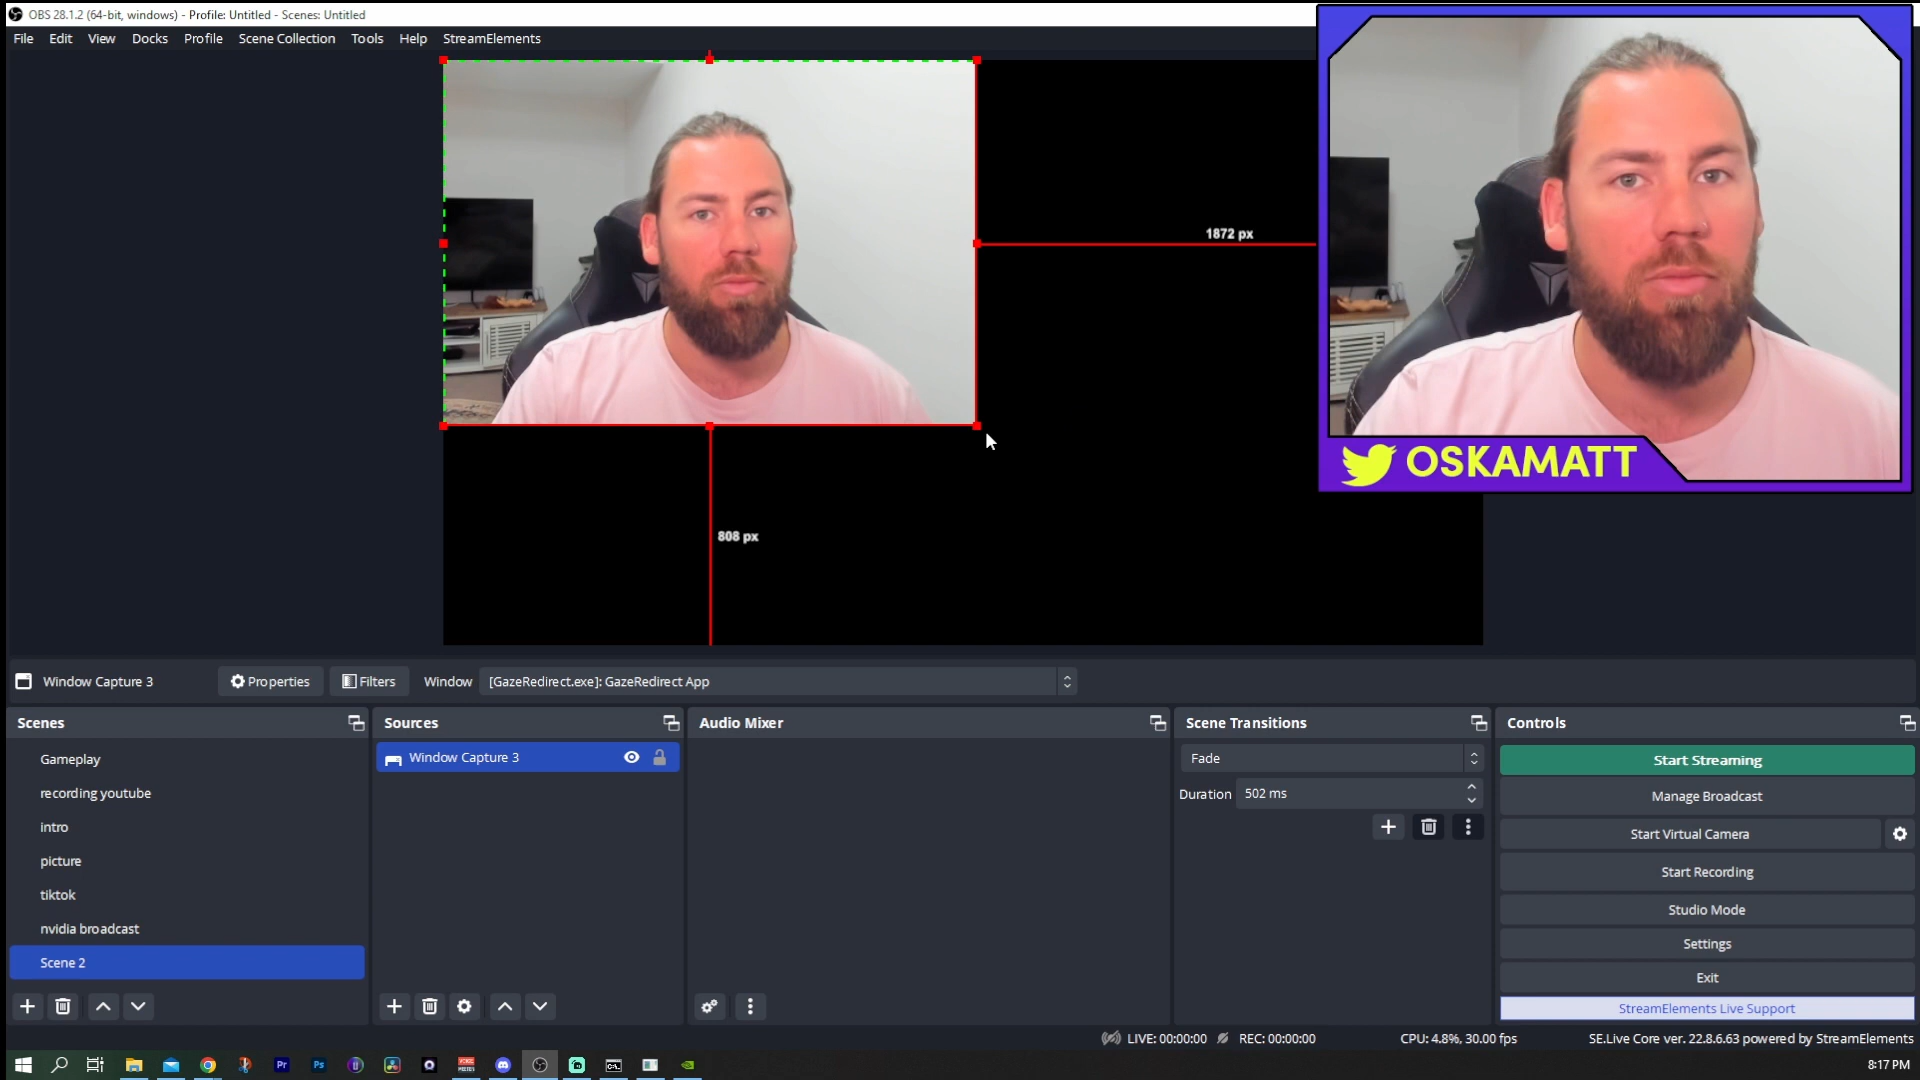 OBS 28.1.2 (64-bit, windows) - Profile: Untitled - Scenes: Untitled
File Edit View Docks Profile Scene Collection Tools Help StreamElements
1872 px
OSKAMATT
808 px
Window Capture 3 Properties Filters Window [GazeRedirect.exe]: GazeRedirect App
Scenes Sources Audio Mixer Scene Transitions Controls
Gameplay
recording youtube
intro
picture
tiktok
nvidia broadcast
Scene 2
Window Capture 3
Fade
Duration 502 ms
Start Streaming
Manage Broadcast
Start Virtual Camera
Start Recording
Studio Mode
Settings
Exit
StreamElements Live Support
LIVE: 00:00:00 REC: 00:00:00 CPU: 4.8%, 30.00 fps SE.Live Core ver. 22.8.6.63 powered by StreamElements
Pr Ps
8:17 PM